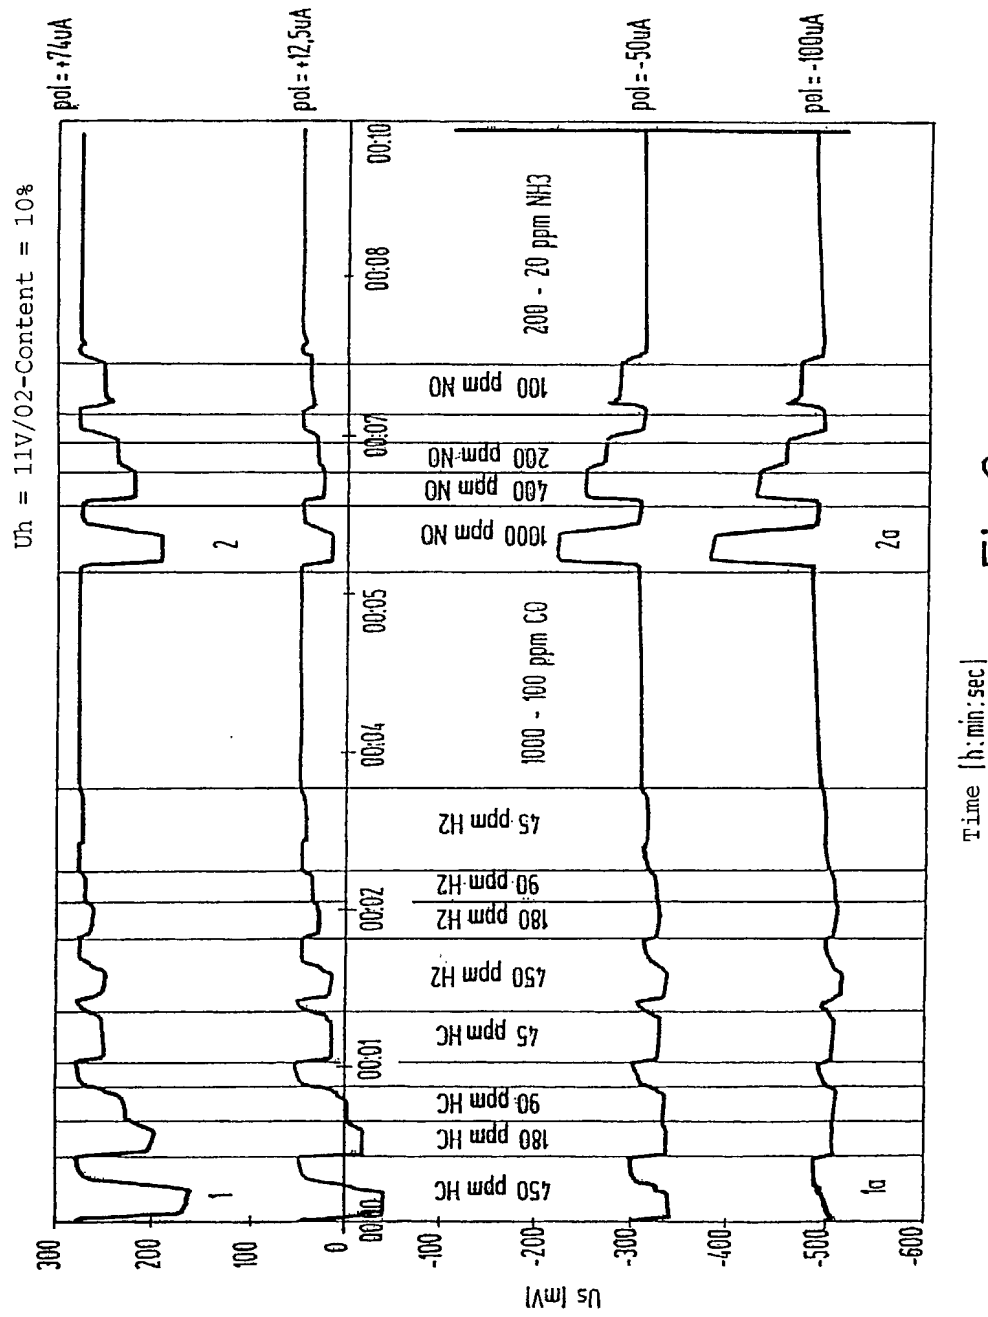 Uh = 11V/O2-Content = 10%
pol=+74uA
pol=+12,5uA
pol=-50uA
pol=-100uA
Us [mV]
300
200
100
0
-100
-200
-300
-400
-500
-600
00:00
00:01
00:02
00:04
00:05
00:07
00:08
00:10
450 ppm HC
180 ppm HC
90 ppm HC
45 ppm HC
450 ppm H2
180 ppm H2
90 ppm H2
45 ppm H2
1000 - 100 ppm CO
1000 ppm NO
400 ppm NO
200 ppm NO
100 ppm NO
200 - 20 ppm NH3
1
2
1a
2a
Time [h:min:sec]